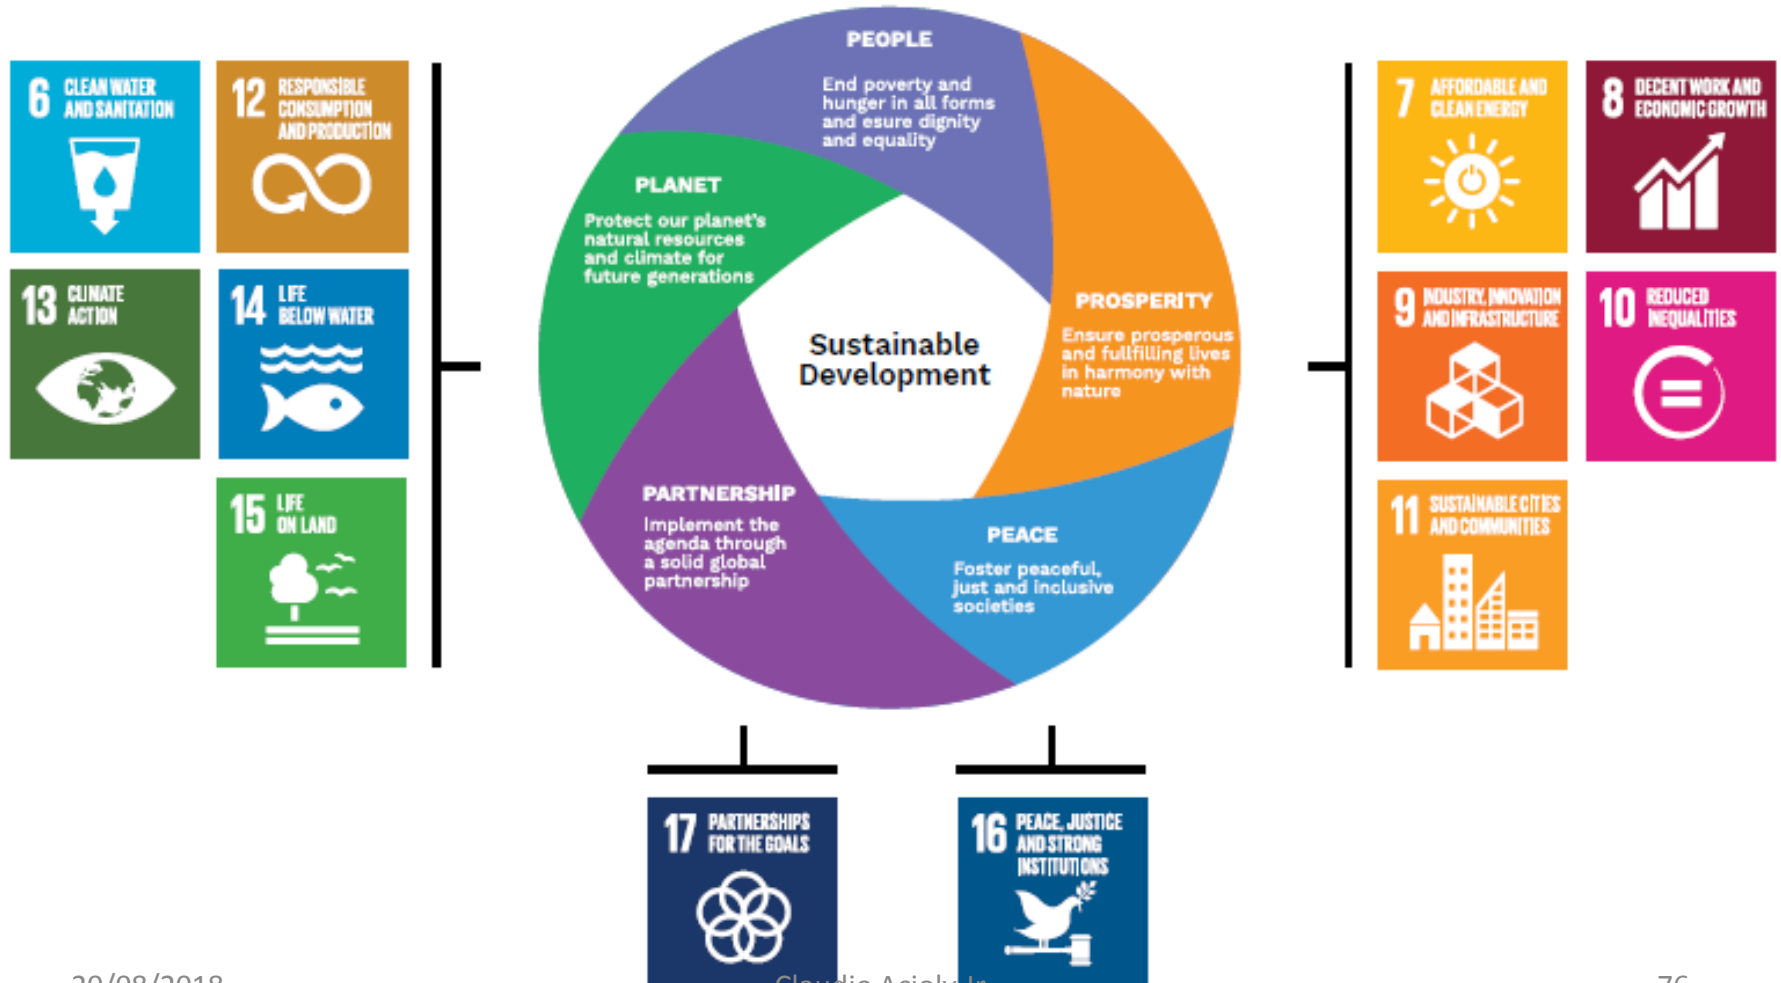 6 CLEAN WATER
AND SANITATION
12 RESPONSIBLE
CONSUMPTION
AND PRODUCTION
13 CLIMATE
ACTION
14 LIFE
BELOW WATER
15 LIFE
ON LAND
PEOPLE
End poverty and
hunger in all forms
and esure dignity
and equality
PLANET
Protect our planet's
natural resources
and climate for
future generations
PROSPERITY
Ensure prosperous
and fullfilling lives
in harmony with
nature
Sustainable
Development
PARTNERSHIP
Implement the
agenda through
a solid global
partnership
PEACE
Foster peaceful,
just and inclusive
societies
7 AFFORDABLE AND
CLEAN ENERGY
8 DECENT WORK AND
ECONOMIC GROWTH
9 INDUSTRY, INNOVATION
AND INFRASTRUCTURE
10 REDUCED
INEQUALITIES
11 SUSTAINABLE CITIES
AND COMMUNITIES
17 PARTNERSHIPS
FOR THE GOALS
16 PEACE, JUSTICE
AND STRONG
INSTITUTIONS
Claudio Acioly Jr
76